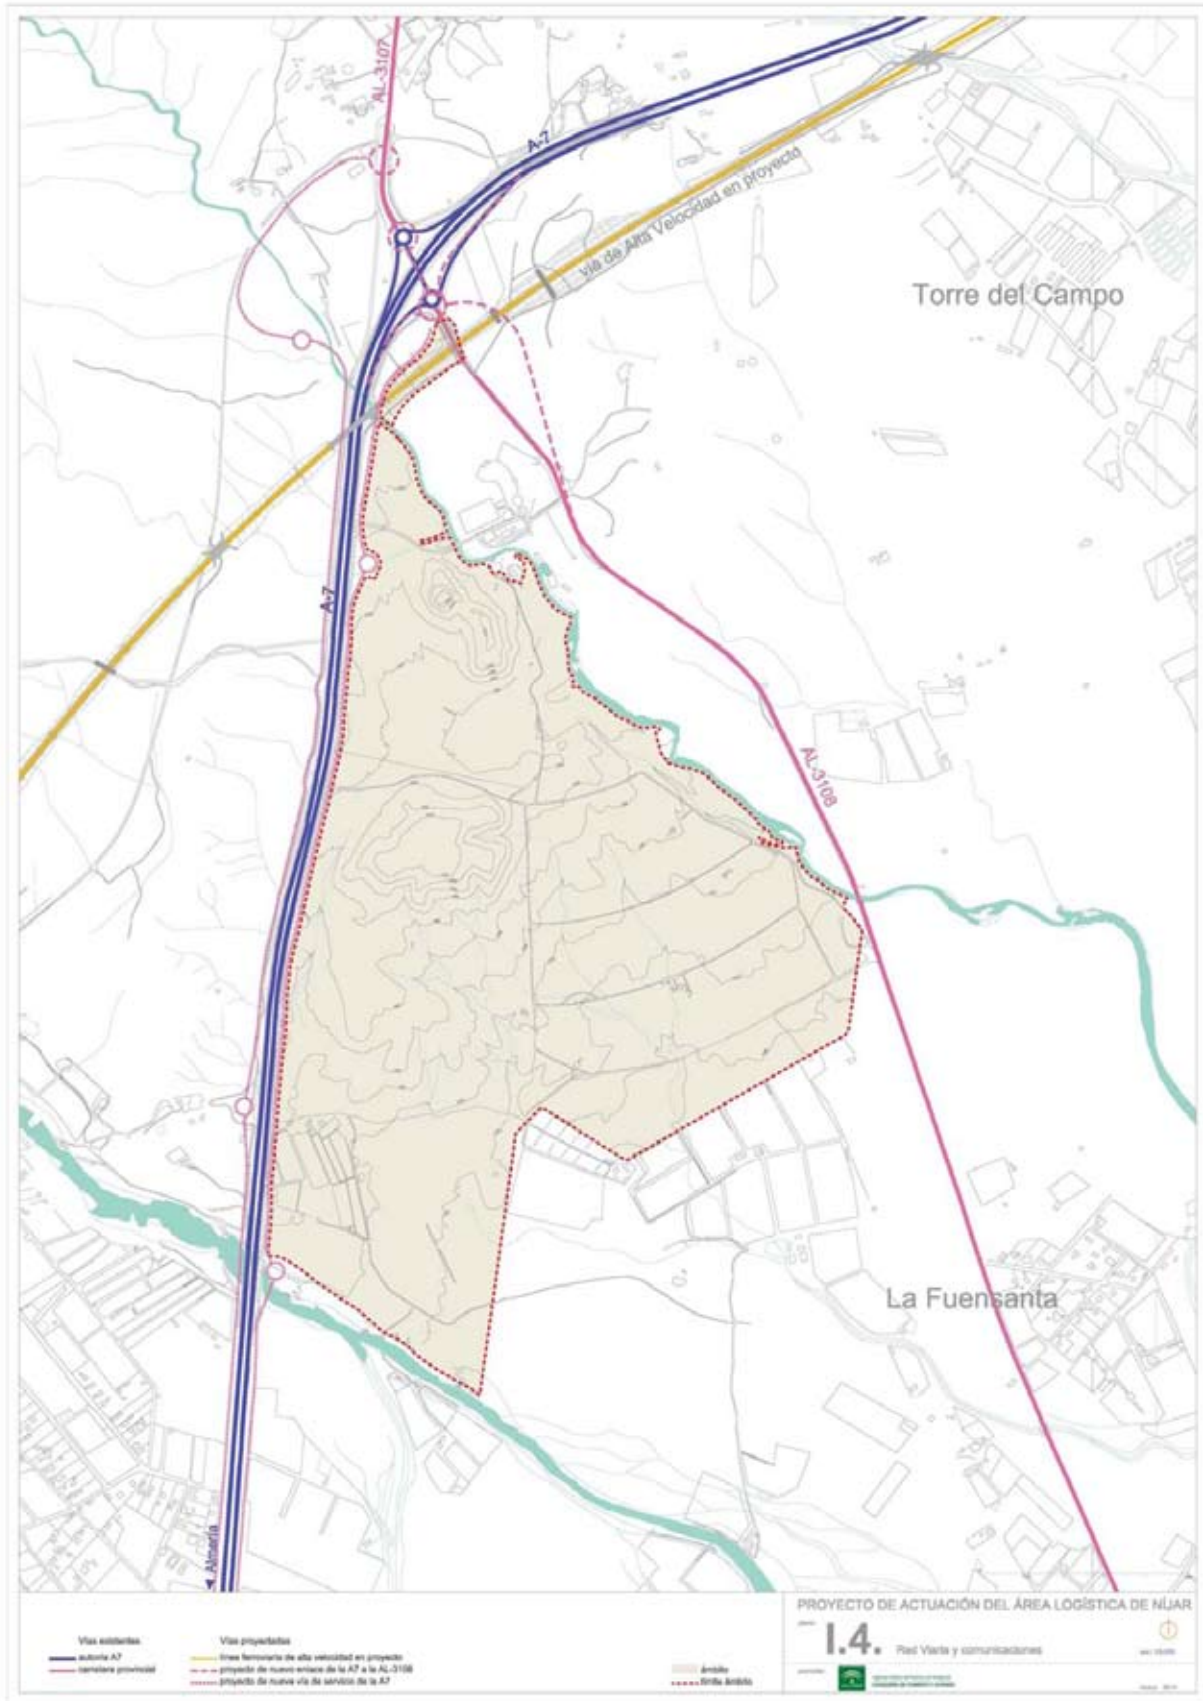 AL-3107
A-7
vía de Alta Velocidad en proyecto
Torre del Campo
A-7
AL-3108
La Fuensanta
Almería
PROYECTO DE ACTUACIÓN DEL ÁREA LOGÍSTICA DE NÍJAR
I.4. Red Viaria y comunicaciones
Vías existentes
autovía A7
carretera provincial
Vías proyectadas
línea ferroviaria de alta velocidad en proyecto
proyecto de nuevo enlace de la A7 a la AL-3108
proyecto de nueva vía de servicio de la A7
ámbito
límite ámbito